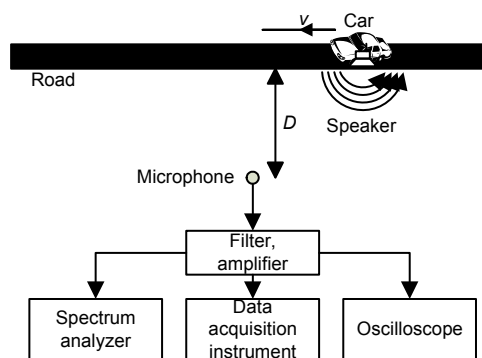 Car
v
Road
D
Speaker
Microphone
Filter,
amplifier
Spectrum
analyzer
Data
acquisition
instrument
Oscilloscope